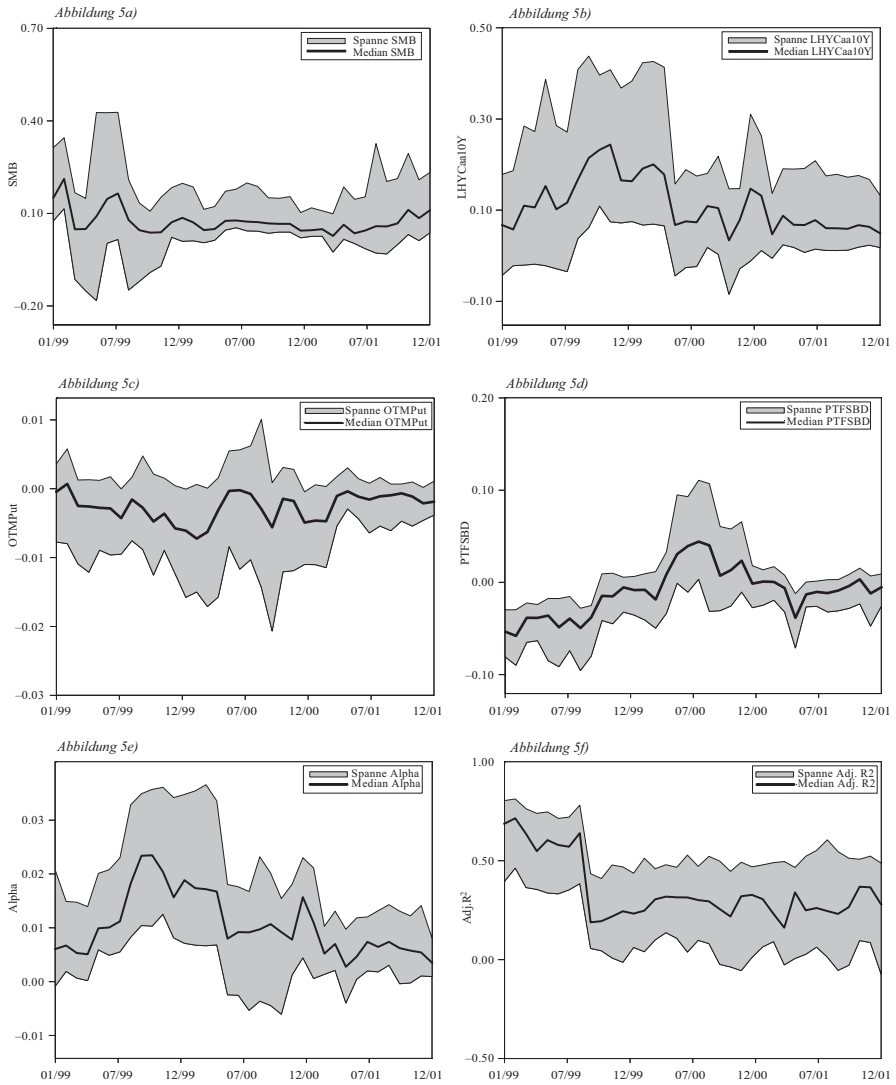 Abbildung 5a)
0.70
Spanne SMB
Median SMB
0.40
SMB
0.10
–0.20
01/99 07/99 12/99 07/00 12/00 07/01 12/01
Abbildung 5b)
0.50
Spanne LHYCaa10Y
Median LHYCaa10Y
0.30
LHYCaa10Y
0.10
–0.10
01/99 07/99 12/99 07/00 12/00 07/01 12/01
Abbildung 5c)
0.01
Spanne OTMPut
Median OTMPut
0.00
OTMPut
–0.01
–0.02
–0.03
01/99 07/99 12/99 07/00 12/00 07/01 12/01
Abbildung 5d)
0.20
Spanne PTFSBD
Median PTFSBD
0.10
PTFSBD
0.00
–0.10
01/99 07/99 12/99 07/00 12/00 07/01 12/01
Abbildung 5e)
Spanne Alpha
Median Alpha
0.03
0.02
Alpha
0.01
0.00
–0.01
01/99 07/99 12/99 07/00 12/00 07/01 12/01
Abbildung 5f)
1.00
Spanne Adj. R2
Median Adj. R2
0.50
Adj.R²
0.00
–0.50
01/99 07/99 12/99 07/00 12/00 07/01 12/01